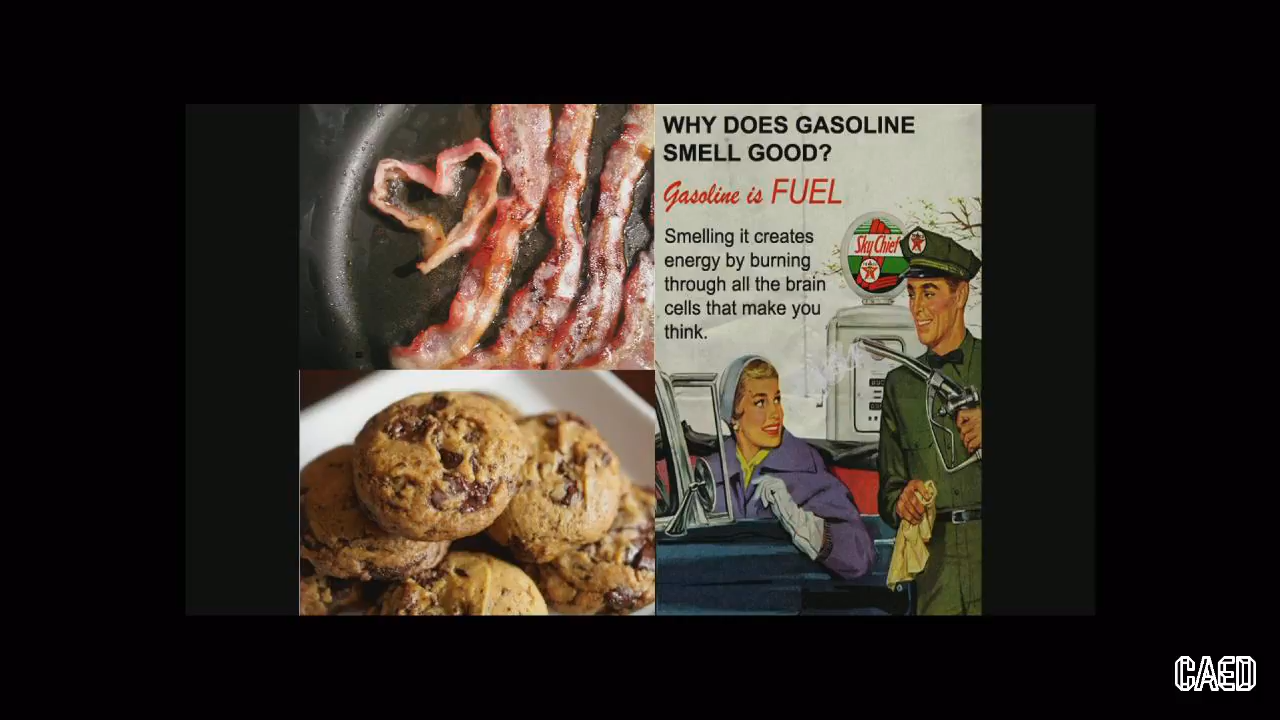 WHY DOES GASOLINE
SMELL GOOD?
Gasoline is FUEL
Smelling it creates
energy by burning
through all the brain
cells that make you
think.
Sky Chief
CAED